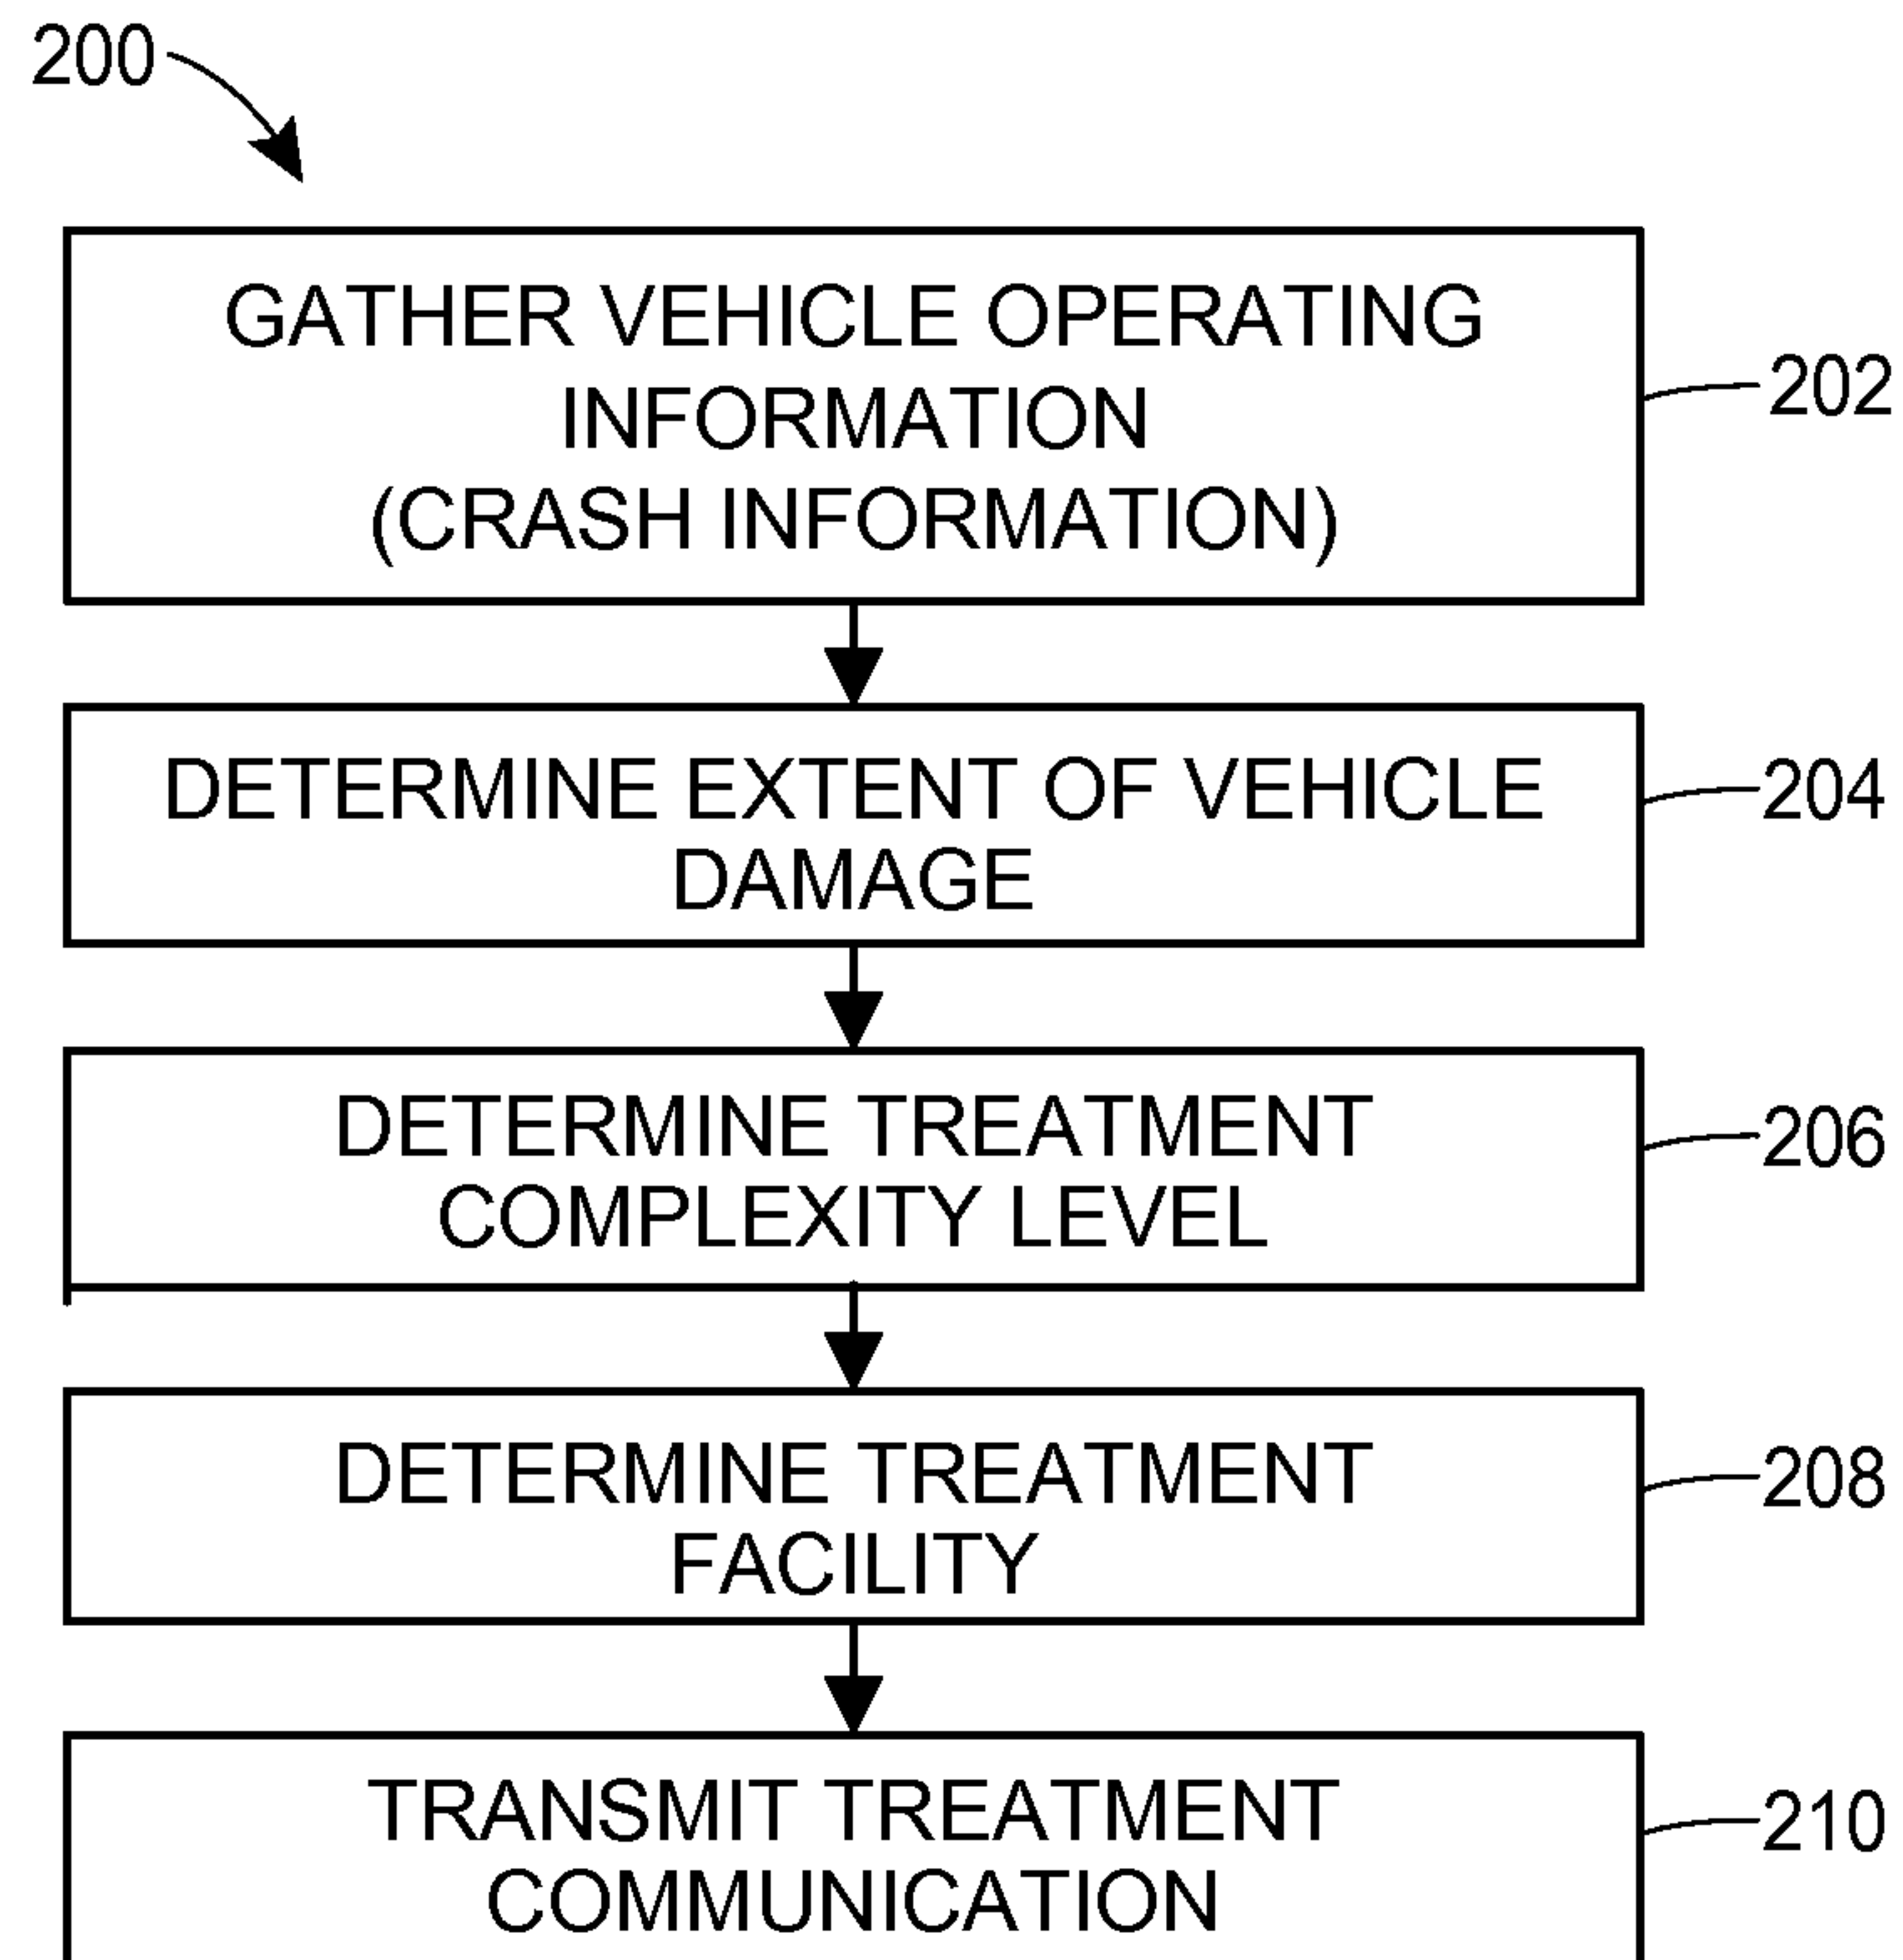 200
GATHER VEHICLE OPERATING
INFORMATION
(CRASH INFORMATION)
202
DETERMINE EXTENT OF VEHICLE
DAMAGE
204
DETERMINE TREATMENT
COMPLEXITY LEVEL
206
DETERMINE TREATMENT
FACILITY
208
TRANSMIT TREATMENT
COMMUNICATION
210